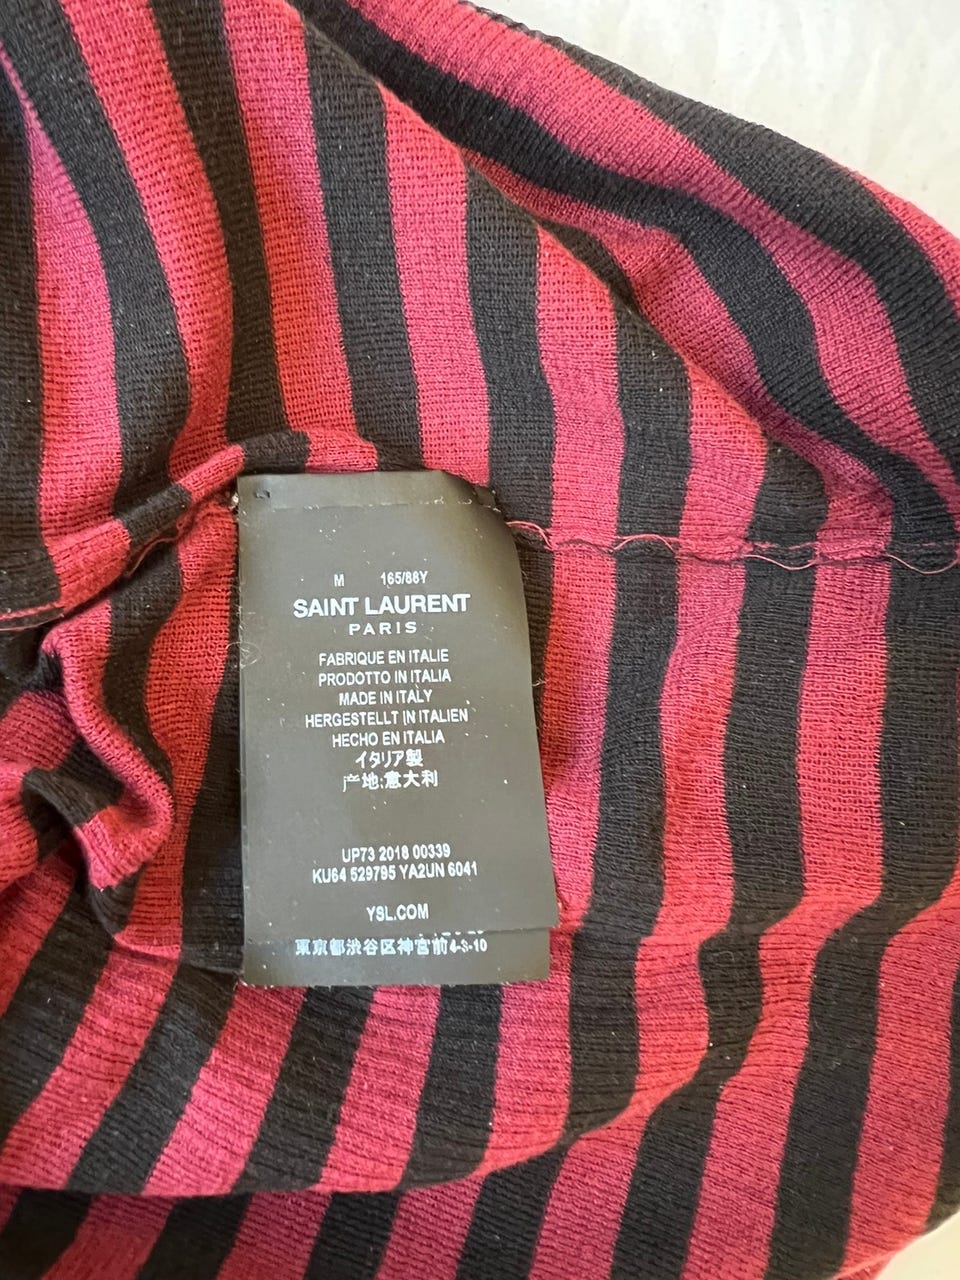 M 165/88Y
SAINT LAURENT
PARIS
FABRIQUE EN ITALIE
PRODOTTO IN ITALIA
MADE IN ITALY
HERGESTELLT IN ITALIEN
HECHO EN ITALIA
イタリア製
产地:意大利
UP73 2018 00339
KU64 529795 YA2UN 6041
YSL.COM
東京都渋谷区神宮前4-3-10